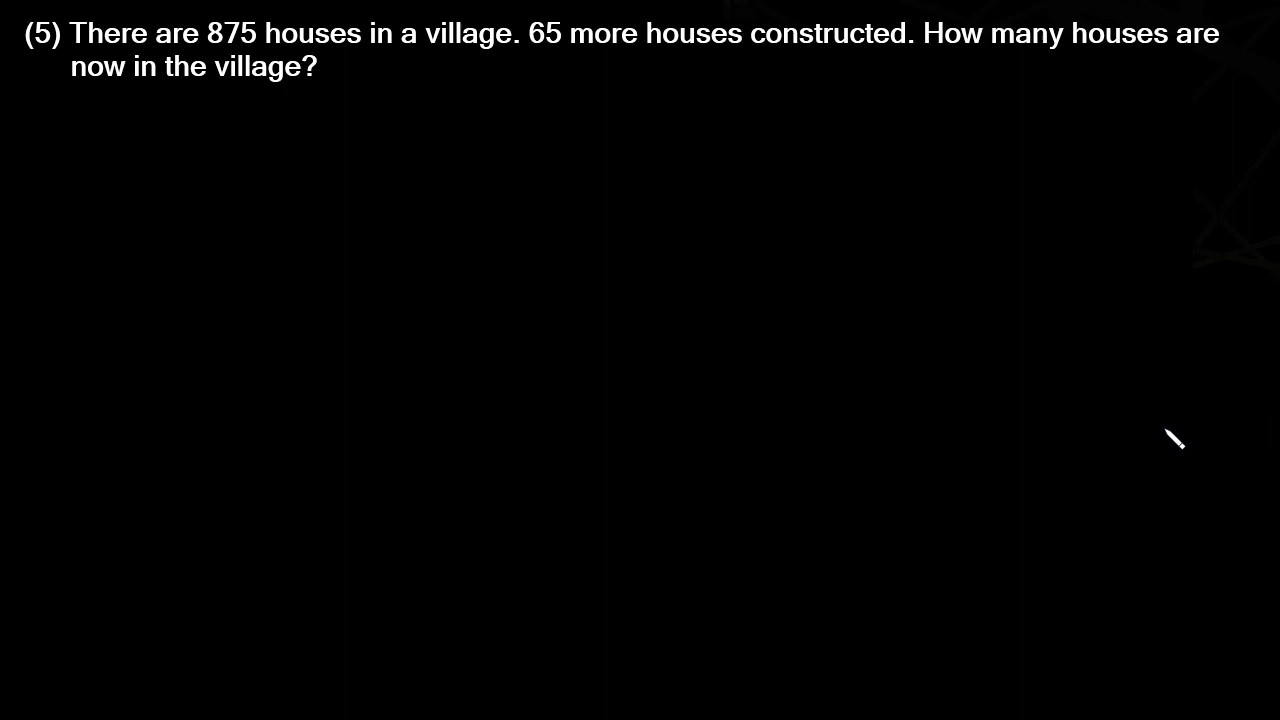 (5) There are 875 houses in a village. 65 more houses constructed. How many houses are
now in the village?